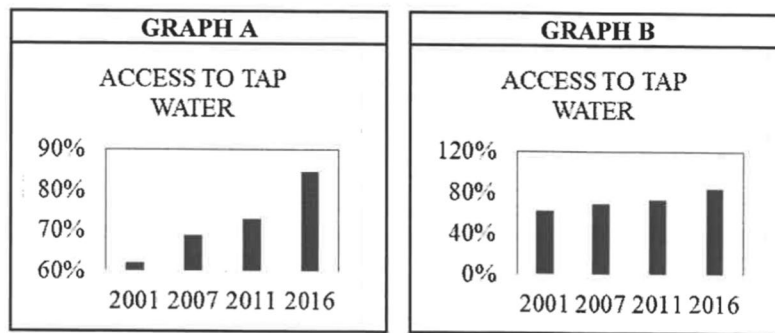 GRAPH A
ACCESS TO TAP
WATER
90%
80%
70%
60%
2001 2007 2011 2016
GRAPH B
ACCESS TO TAP
WATER
120%
80%
40%
0%
2001 2007 2011 2016